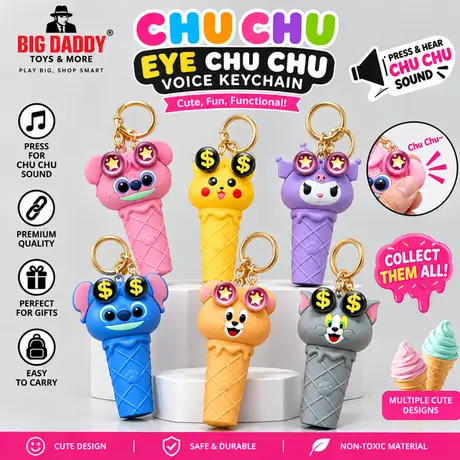 BIG DADDY
TOYS & MORE
PLAY BIG, SHOP SMART
CHU CHU
EYE CHU CHU
VOICE KEYCHAIN
Cute, Fun, Functional!
PRESS & HEAR
CHU CHU
SOUND
PRESS
FOR
CHU CHU
SOUND
PREMIUM
QUALITY
PERFECT
FOR GIFTS
EASY
TO CARRY
$ $
Chu Chu~
$ $
$ $
COLLECT
THEM ALL!
MULTIPLE CUTE
DESIGNS
CUTE DESIGN
SAFE & DURABLE
NON-TOXIC MATERIAL